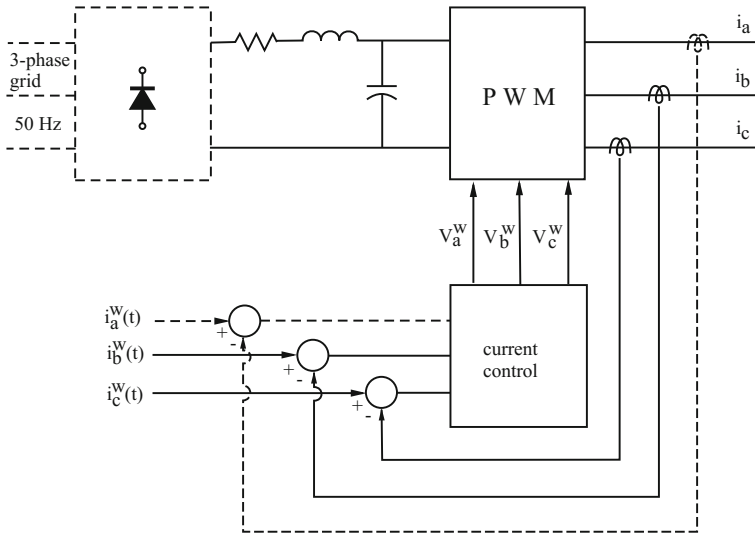 3-phase
grid
50 Hz
P W M
i_a
i_b
i_c
V_a^w V_b^w V_c^w
i_a^w(t)
+
-
i_b^w(t)
+
-
i_c^w(t)
+
-
current
control